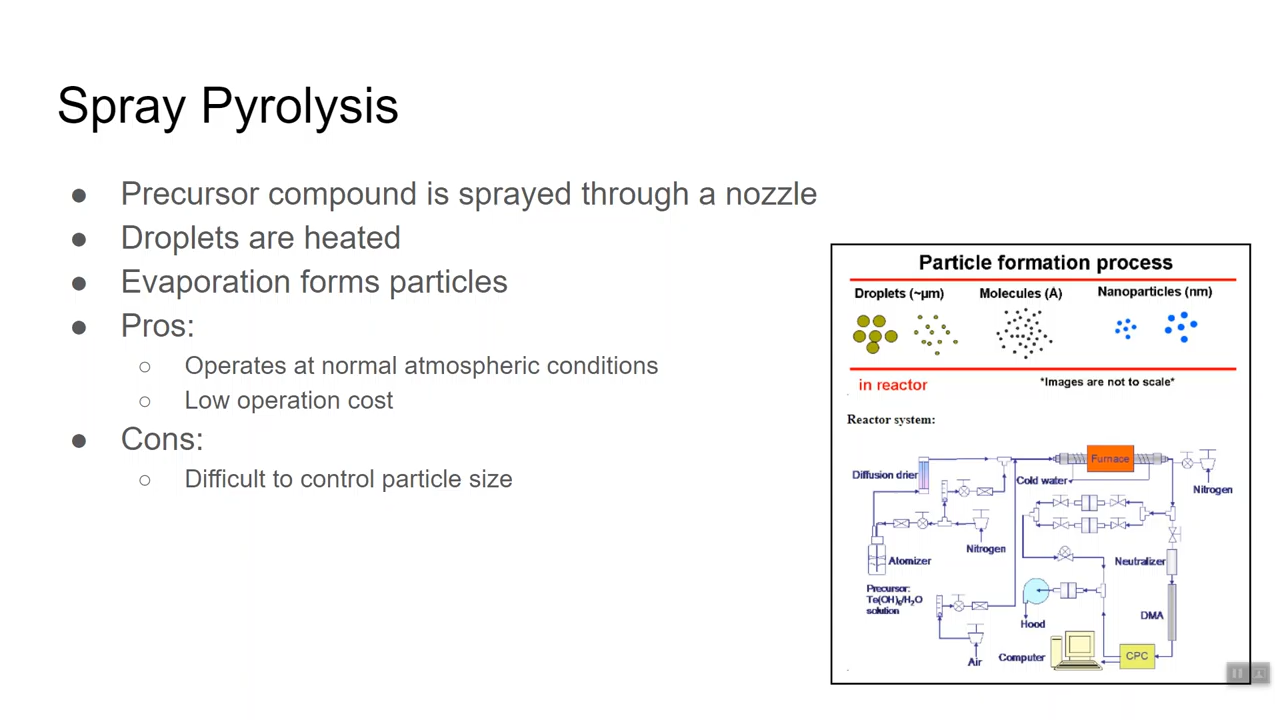 Spray Pyrolysis
● Precursor compound is sprayed through a nozzle
● Droplets are heated
● Evaporation forms particles
● Pros:
○ Operates at normal atmospheric conditions
○ Low operation cost
● Cons:
○ Difficult to control particle size
Particle formation process
Droplets (~μm) Molecules (A) Nanoparticles (nm)
in reactor *Images are not to scale*
Reactor system:
Furnace
Diffusion drier
Cold water
Nitrogen
Nitrogen
Atomizer
Neutralizer
Precursor:
Te(OH)₆/H₂O
solution
DMA
Hood
Air
Computer
CPC